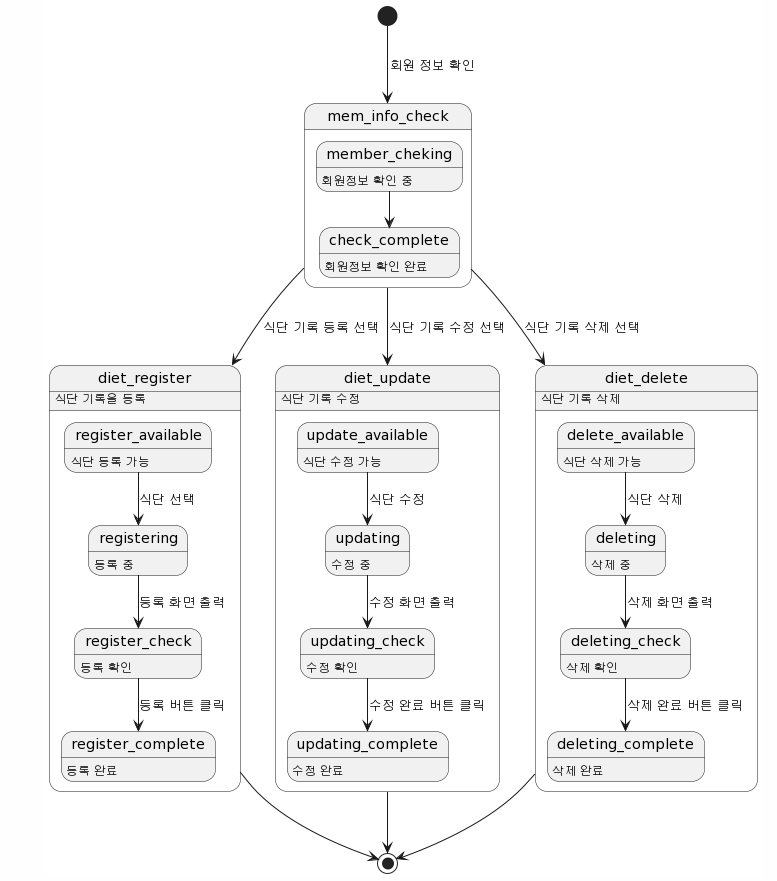 회원 정보 확인
mem_info_check
member_cheking
회원정보 확인 중
check_complete
회원정보 확인 완료
식단 기록 등록 선택
식단 기록 수정 선택
식단 기록 삭제 선택
diet_register
식단 기록을 등록
register_available
식단 등록 가능
식단 선택
registering
등록 중
등록 화면 출력
register_check
등록 확인
등록 버튼 클릭
register_complete
등록 완료
diet_update
식단 기록 수정
update_available
식단 수정 가능
식단 수정
updating
수정 중
수정 화면 출력
updating_check
수정 확인
수정 완료 버튼 클릭
updating_complete
수정 완료
diet_delete
식단 기록 삭제
delete_available
식단 삭제 가능
식단 삭제
deleting
삭제 중
삭제 화면 출력
deleting_check
삭제 확인
삭제 완료 버튼 클릭
deleting_complete
삭제 완료